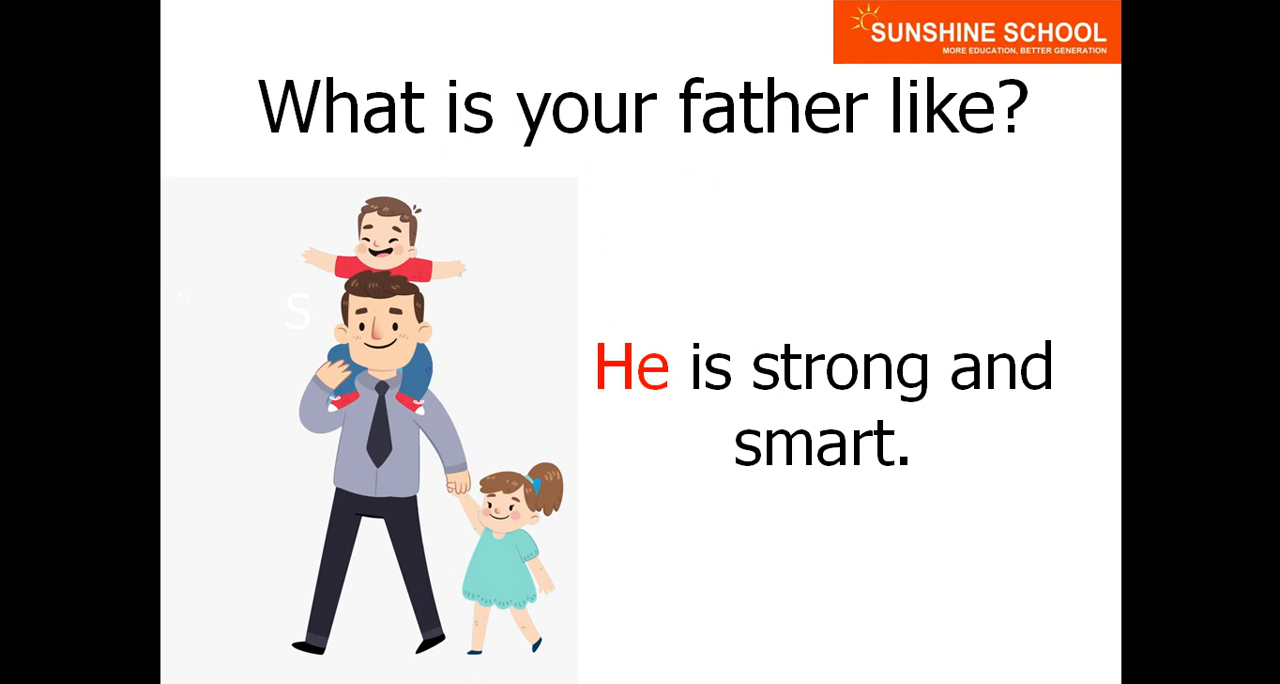 SUNSHINE SCHOOL
MORE EDUCATION, BETTER GENERATION
What is your father like?
S
He is strong and
smart.